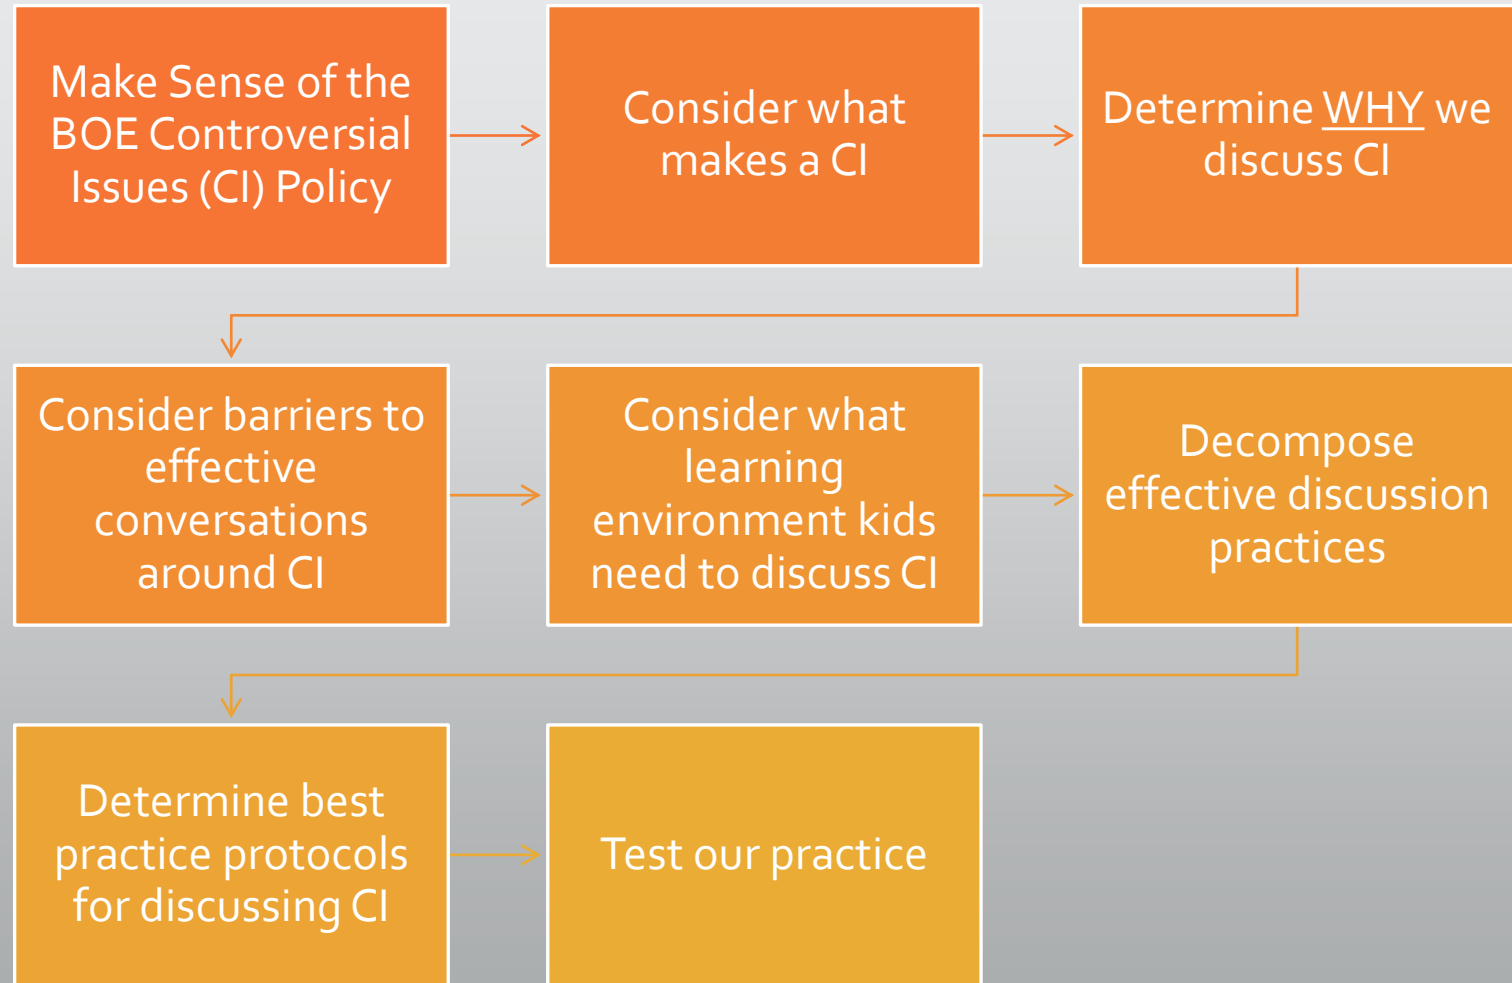 Make Sense of the
BOE Controversial
Issues (CI) Policy
Consider what
makes a CI
Determine WHY we
discuss CI
Consider barriers to
effective
conversations
around CI
Consider what
learning
environment kids
need to discuss CI
Decompose
effective discussion
practices
Determine best
practice protocols
for discussing CI
Test our practice